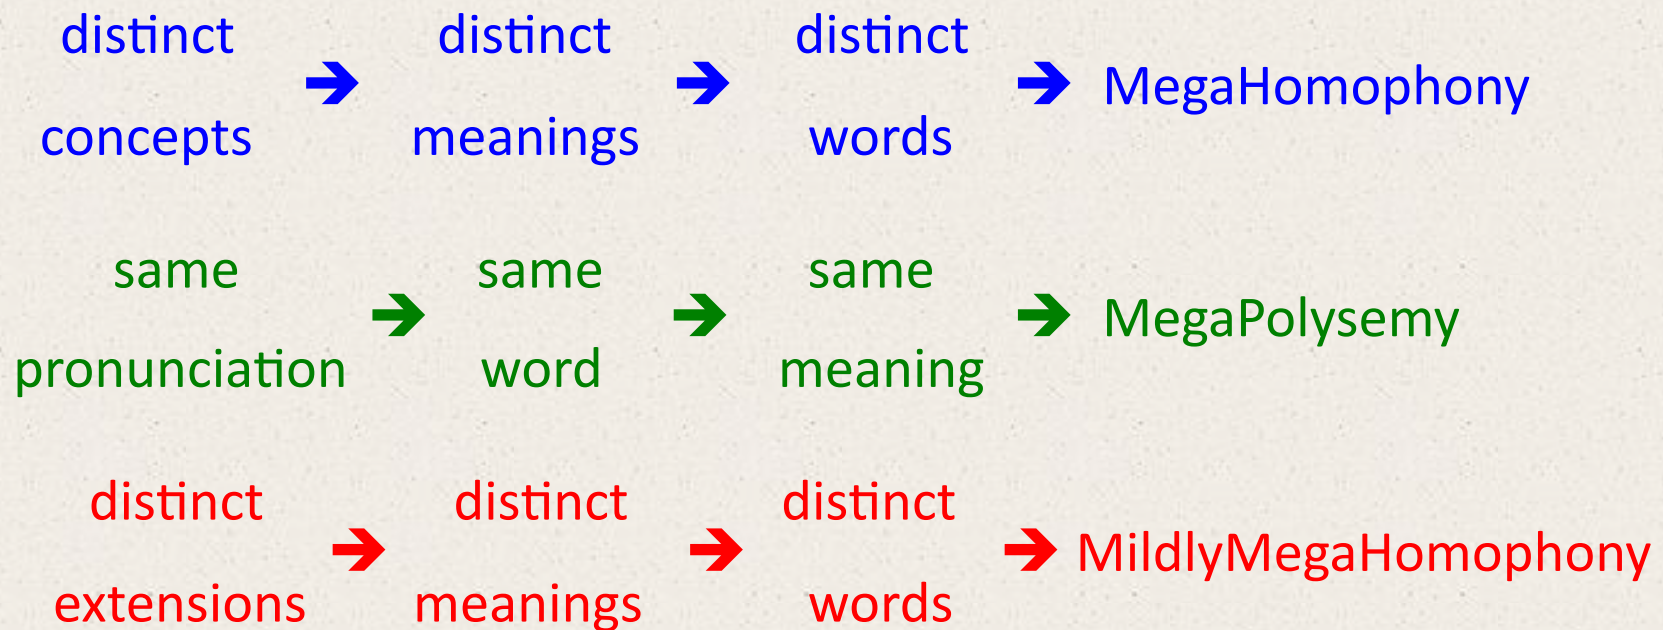 distinct distinct distinct
➔ ➔ ➔ MegaHomophony
concepts meanings words
same same same
➔ ➔ ➔ MegaPolysemy
pronunciation word meaning
distinct distinct distinct
➔ ➔ ➔ MildlyMegaHomophony
extensions meanings words